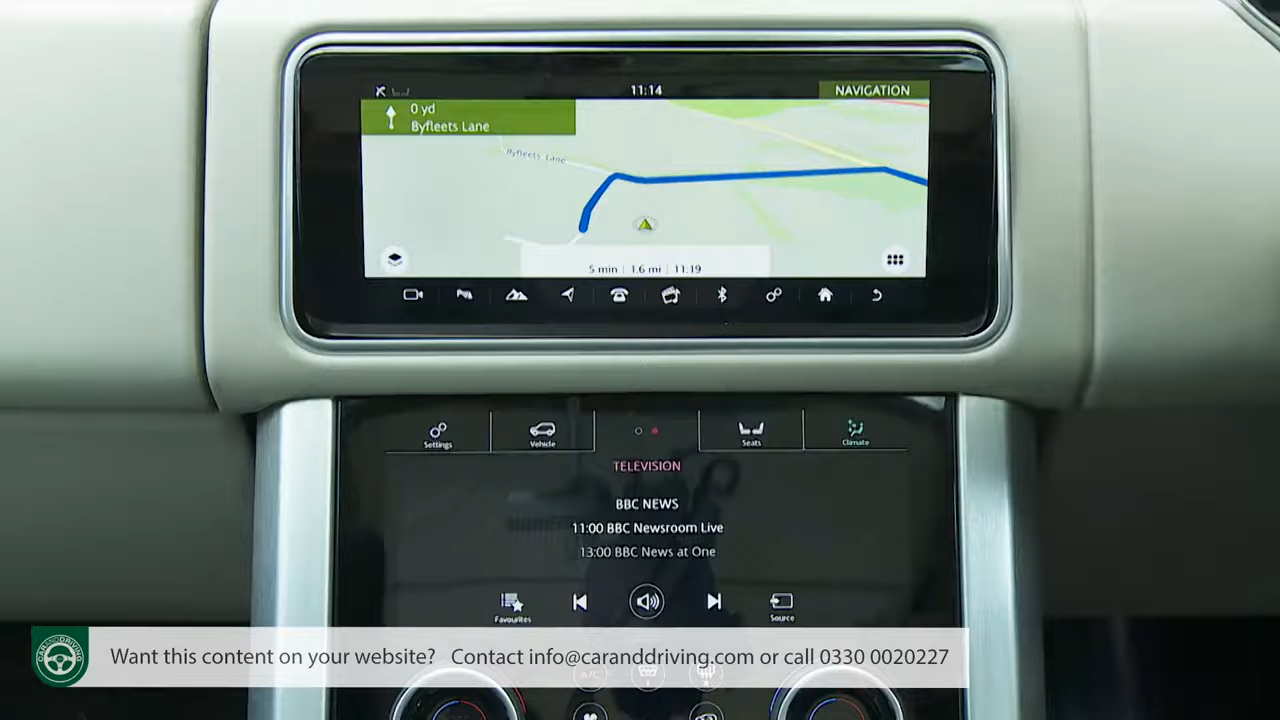 11:14
NAVIGATION
0 yd
Byfleets Lane
Byfleets Lane
5 min | 1.6 mi | 11:19
Settings
Vehicle
Seats
Climate
TELEVISION
BBC NEWS
11:00 BBC Newsroom Live
13:00 BBC News at One
Favourites
Source
CARANDDRIVING
Want this content on your website? Contact info@caranddriving.com or call 0330 0020227
A/C